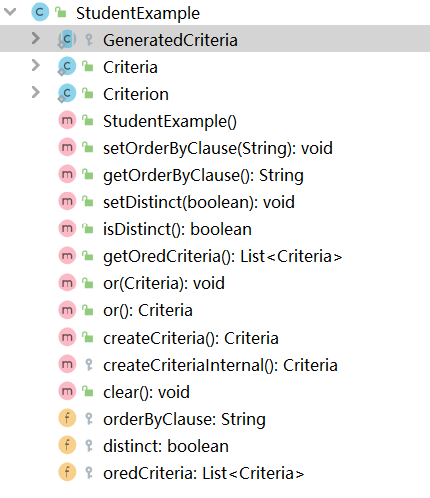 StudentExample
GeneratedCriteria
Criteria
Criterion
StudentExample()
setOrderByClause(String): void
getOrderByClause(): String
setDistinct(boolean): void
isDistinct(): boolean
getOredCriteria(): List<Criteria>
or(Criteria): void
or(): Criteria
createCriteria(): Criteria
createCriteriaInternal(): Criteria
clear(): void
orderByClause: String
distinct: boolean
oredCriteria: List<Criteria>